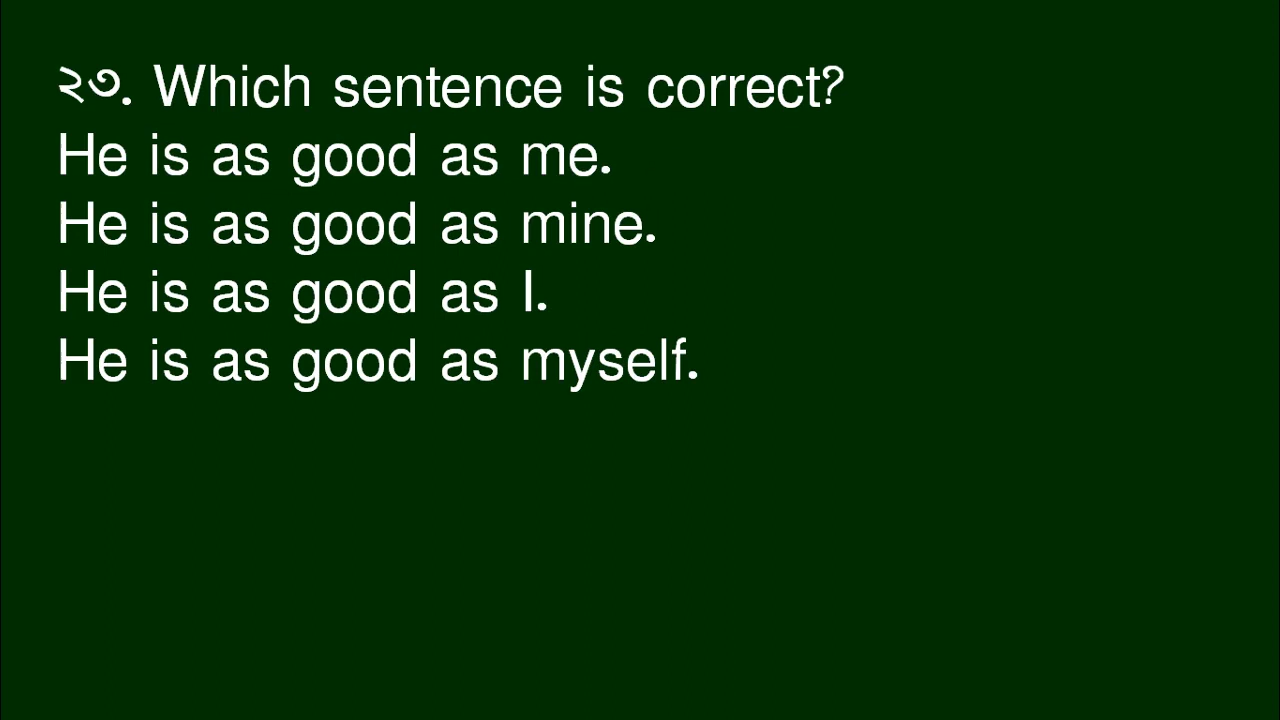 ২৩. Which sentence is correct?
He is as good as me.
He is as good as mine.
He is as good as I.
He is as good as myself.